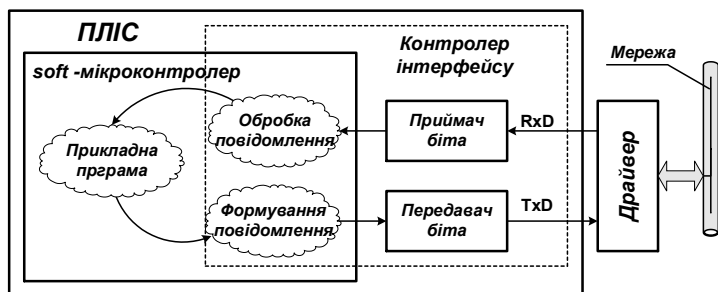 ПЛІС
Контролер
інтерфейсу
Мережа
soft -мікроконтролер
Обробка
повідомлення
Приймач
біта
RxD
Прикладна
прграма
Драйвер
Формування
повідомлення
Передавач
біта
TxD